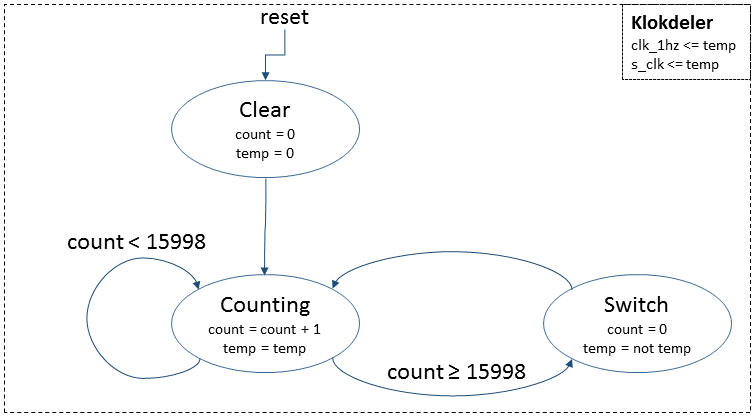 reset
Klokdeler
clk_1hz <= temp
s_clk <= temp
Clear
count = 0
temp = 0
count < 15998
Counting
count = count + 1
temp = temp
Switch
count = 0
temp = not temp
count ≥ 15998